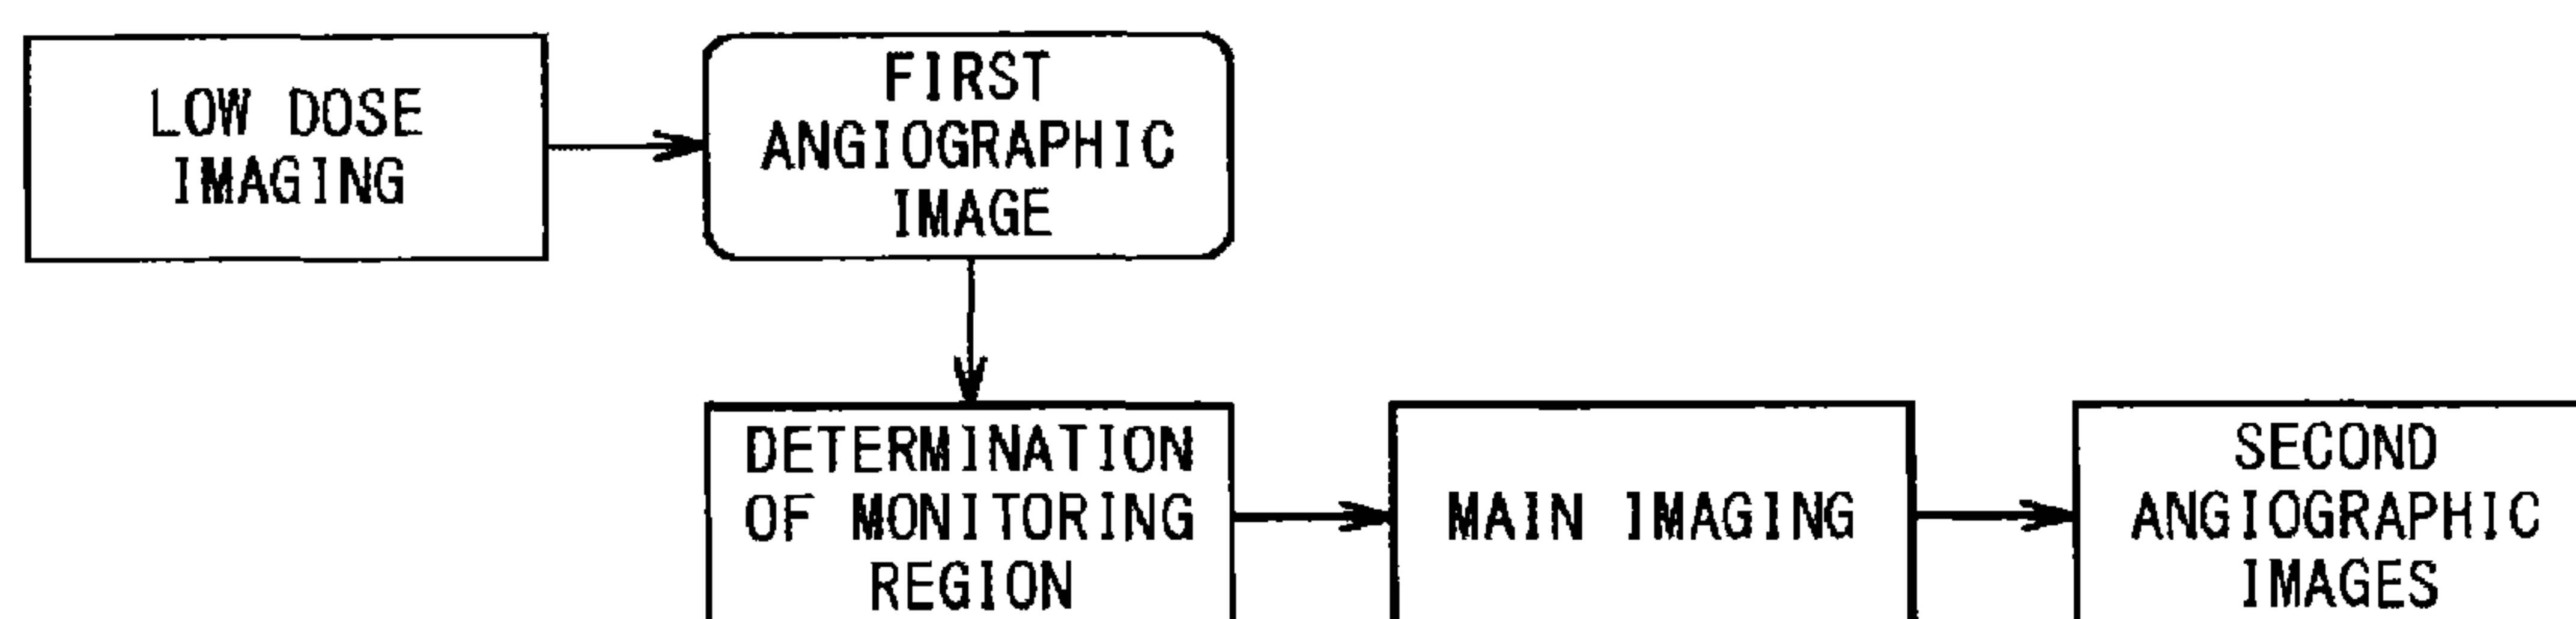 LOW DOSE
IMAGING
FIRST
ANGIOGRAPHIC
IMAGE
DETERMINATION
OF MONITORING
REGION
MAIN IMAGING
SECOND
ANGIOGRAPHIC
IMAGES